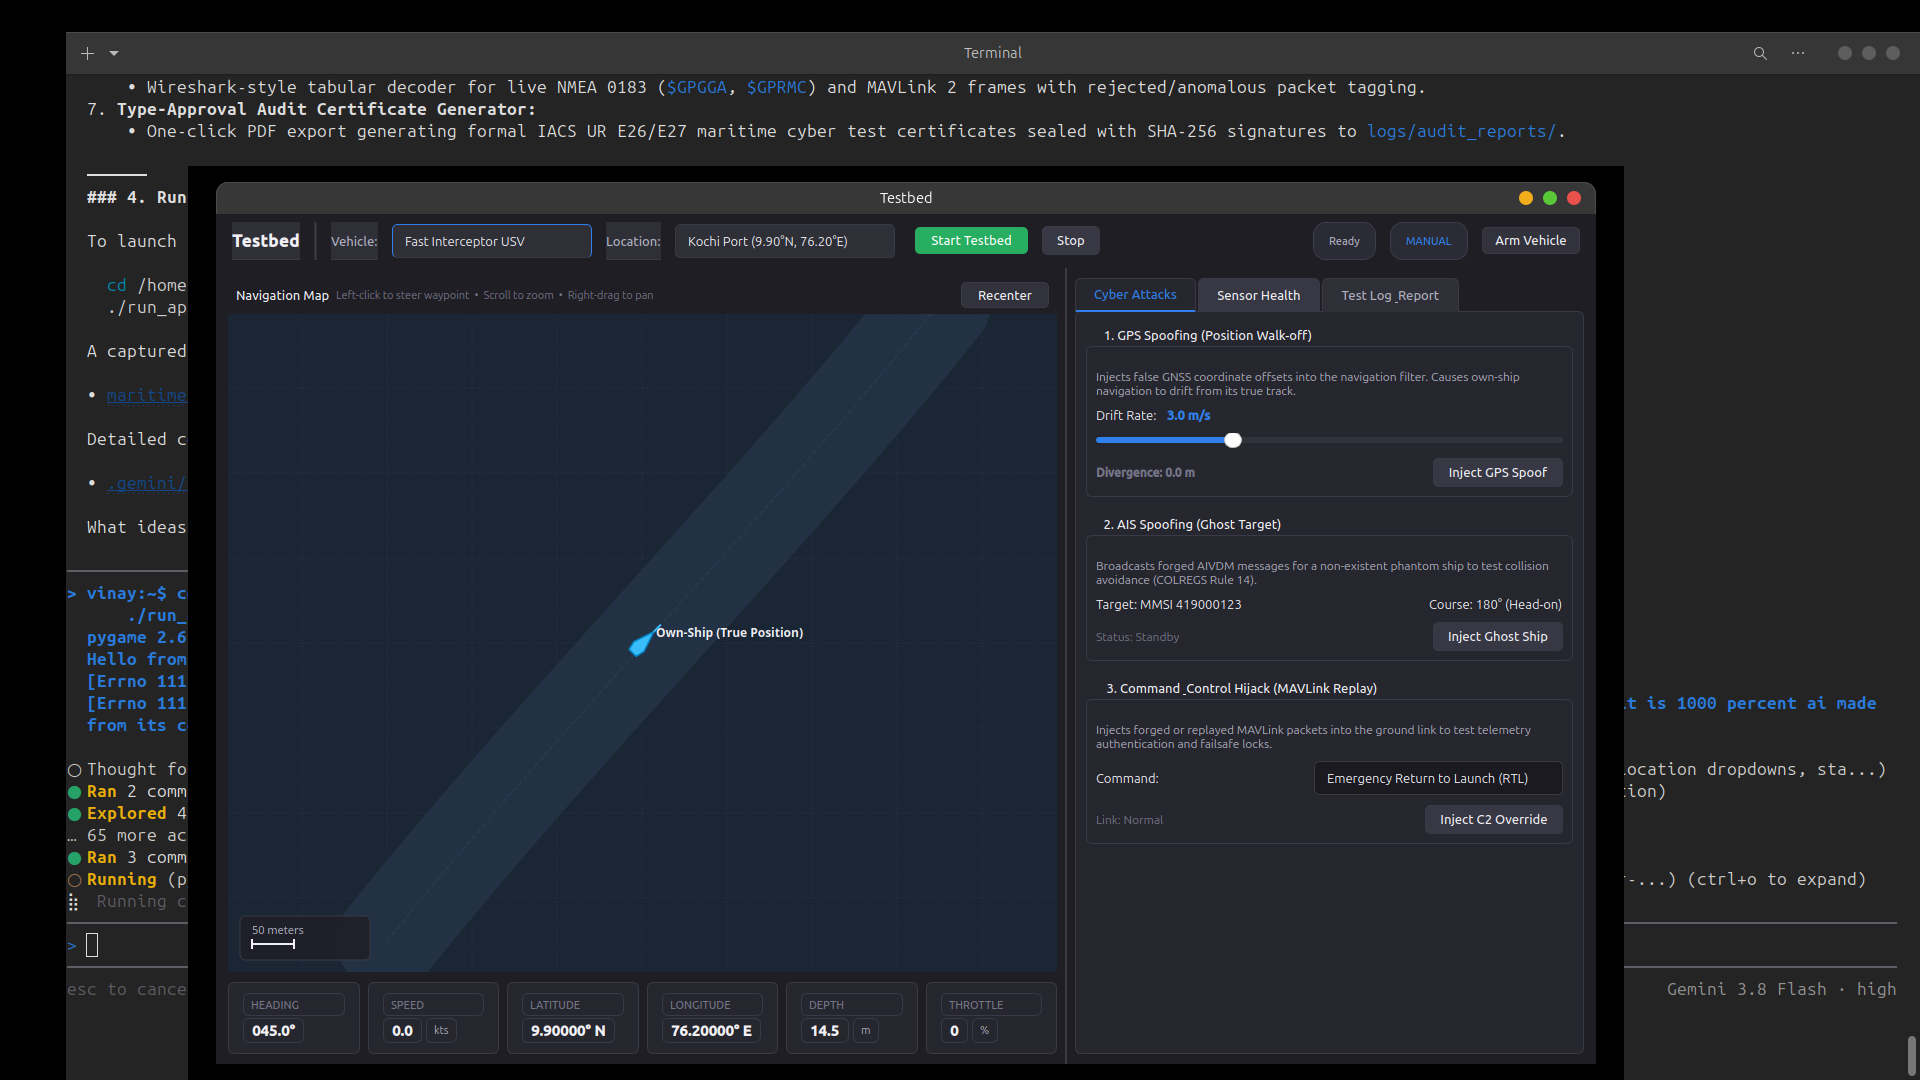 Terminal
• Wireshark-style tabular decoder for live NMEA 0183 ($GPGGA, $GPRMC) and MAVLink 2 frames with rejected/anomalous packet tagging.
7. Type-Approval Audit Certificate Generator:
• One-click PDF export generating formal IACS UR E26/E27 maritime cyber test certificates sealed with SHA-256 signatures to logs/audit_reports/.
### 4. Run
To launch
cd /home
./run_ap
A captured
• maritime
Detailed c
• .gemini/
What ideas
> vinay:~$ c
./run_
pygame 2.6
Hello from
[Errno 111
[Errno 111
it is 1000 percent ai made
from its c
Thought fo
ocation dropdowns, sta...)
Ran 2 comm
tion)
Explored 4
… 65 more ac
Ran 3 comm
Running (p
r-...) (ctrl+o to expand)
Running c
>
esc to cance
Gemini 3.8 Flash · high
Testbed
Testbed
Vehicle:
Fast Interceptor USV
Location:
Kochi Port (9.90°N, 76.20°E)
Start Testbed
Stop
Ready
MANUAL
Arm Vehicle
Navigation Map
Left-click to steer waypoint • Scroll to zoom • Right-drag to pan
Recenter
Own-Ship (True Position)
50 meters
HEADING
045.0°
SPEED
0.0 kts
LATITUDE
9.90000° N
LONGITUDE
76.20000° E
DEPTH
14.5 m
THROTTLE
0 %
Cyber Attacks
Sensor Health
Test Log _Report
1. GPS Spoofing (Position Walk-off)
Injects false GNSS coordinate offsets into the navigation filter. Causes own-ship
navigation to drift from its true track.
Drift Rate: 3.0 m/s
Divergence: 0.0 m
Inject GPS Spoof
2. AIS Spoofing (Ghost Target)
Broadcasts forged AIVDM messages for a non-existent phantom ship to test collision
avoidance (COLREGS Rule 14).
Target: MMSI 419000123
Course: 180° (Head-on)
Status: Standby
Inject Ghost Ship
3. Command _Control Hijack (MAVLink Replay)
Injects forged or replayed MAVLink packets into the ground link to test telemetry
authentication and failsafe locks.
Command:
Emergency Return to Launch (RTL)
Link: Normal
Inject C2 Override